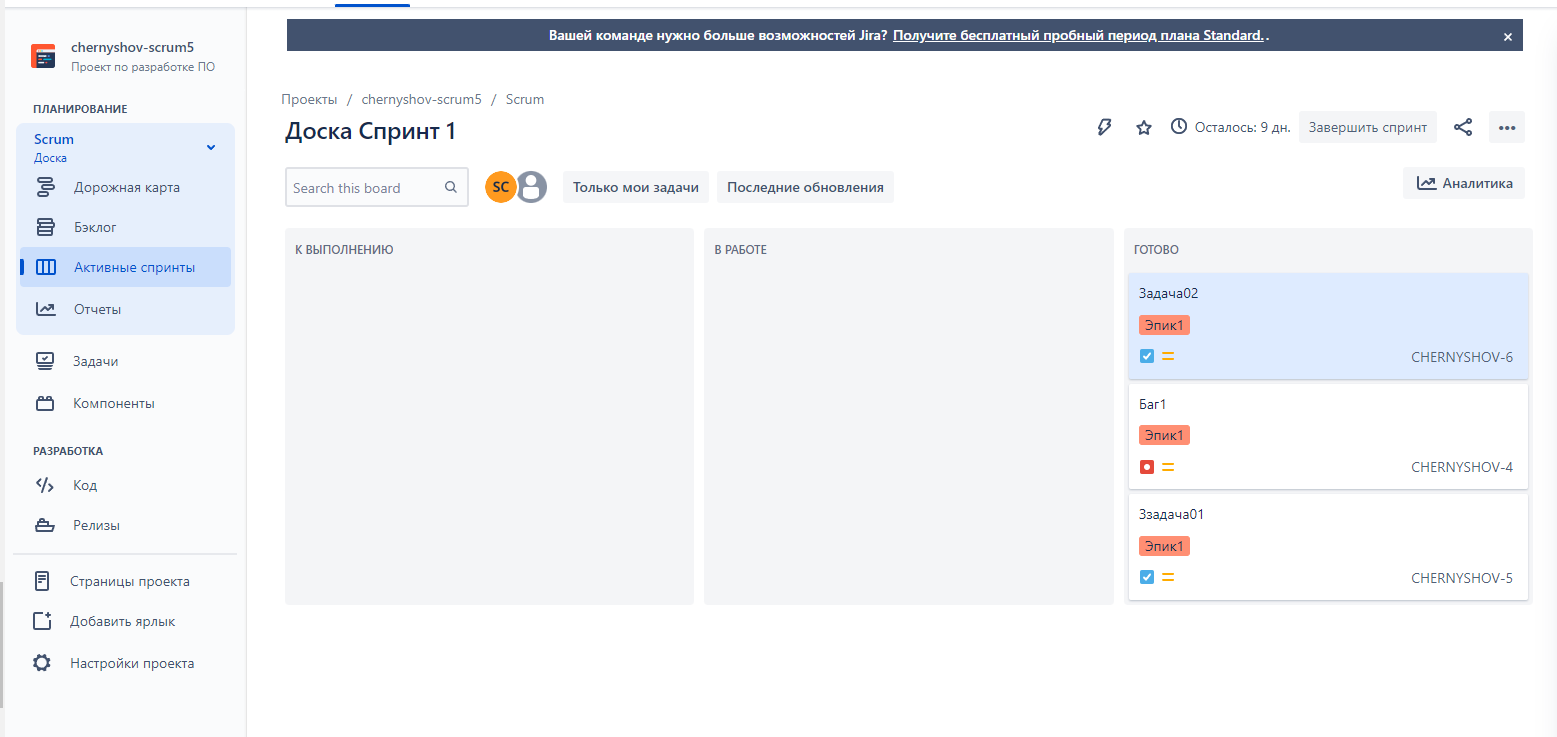 chernyshov-scrum5
Проект по разработке ПО
ПЛАНИРОВАНИЕ
Scrum
Доска
Дорожная карта
Бэклог
Активные спринты
Отчеты
Задачи
Компоненты
РАЗРАБОТКА
Код
Релизы
Страницы проекта
Добавить ярлык
Настройки проекта
Вашей команде нужно больше возможностей Jira? Получите бесплатный пробный период плана Standard. .
Проекты / chernyshov-scrum5 / Scrum
Доска Спринт 1
Осталось: 9 дн. Завершить спринт
Search this board SC Только мои задачи Последние обновления Аналитика
К ВЫПОЛНЕНИЮ
В РАБОТЕ
ГОТОВО
Задача02
Эпик1
CHERNYSHOV-6
Баг1
Эпик1
CHERNYSHOV-4
Ззадача01
Эпик1
CHERNYSHOV-5